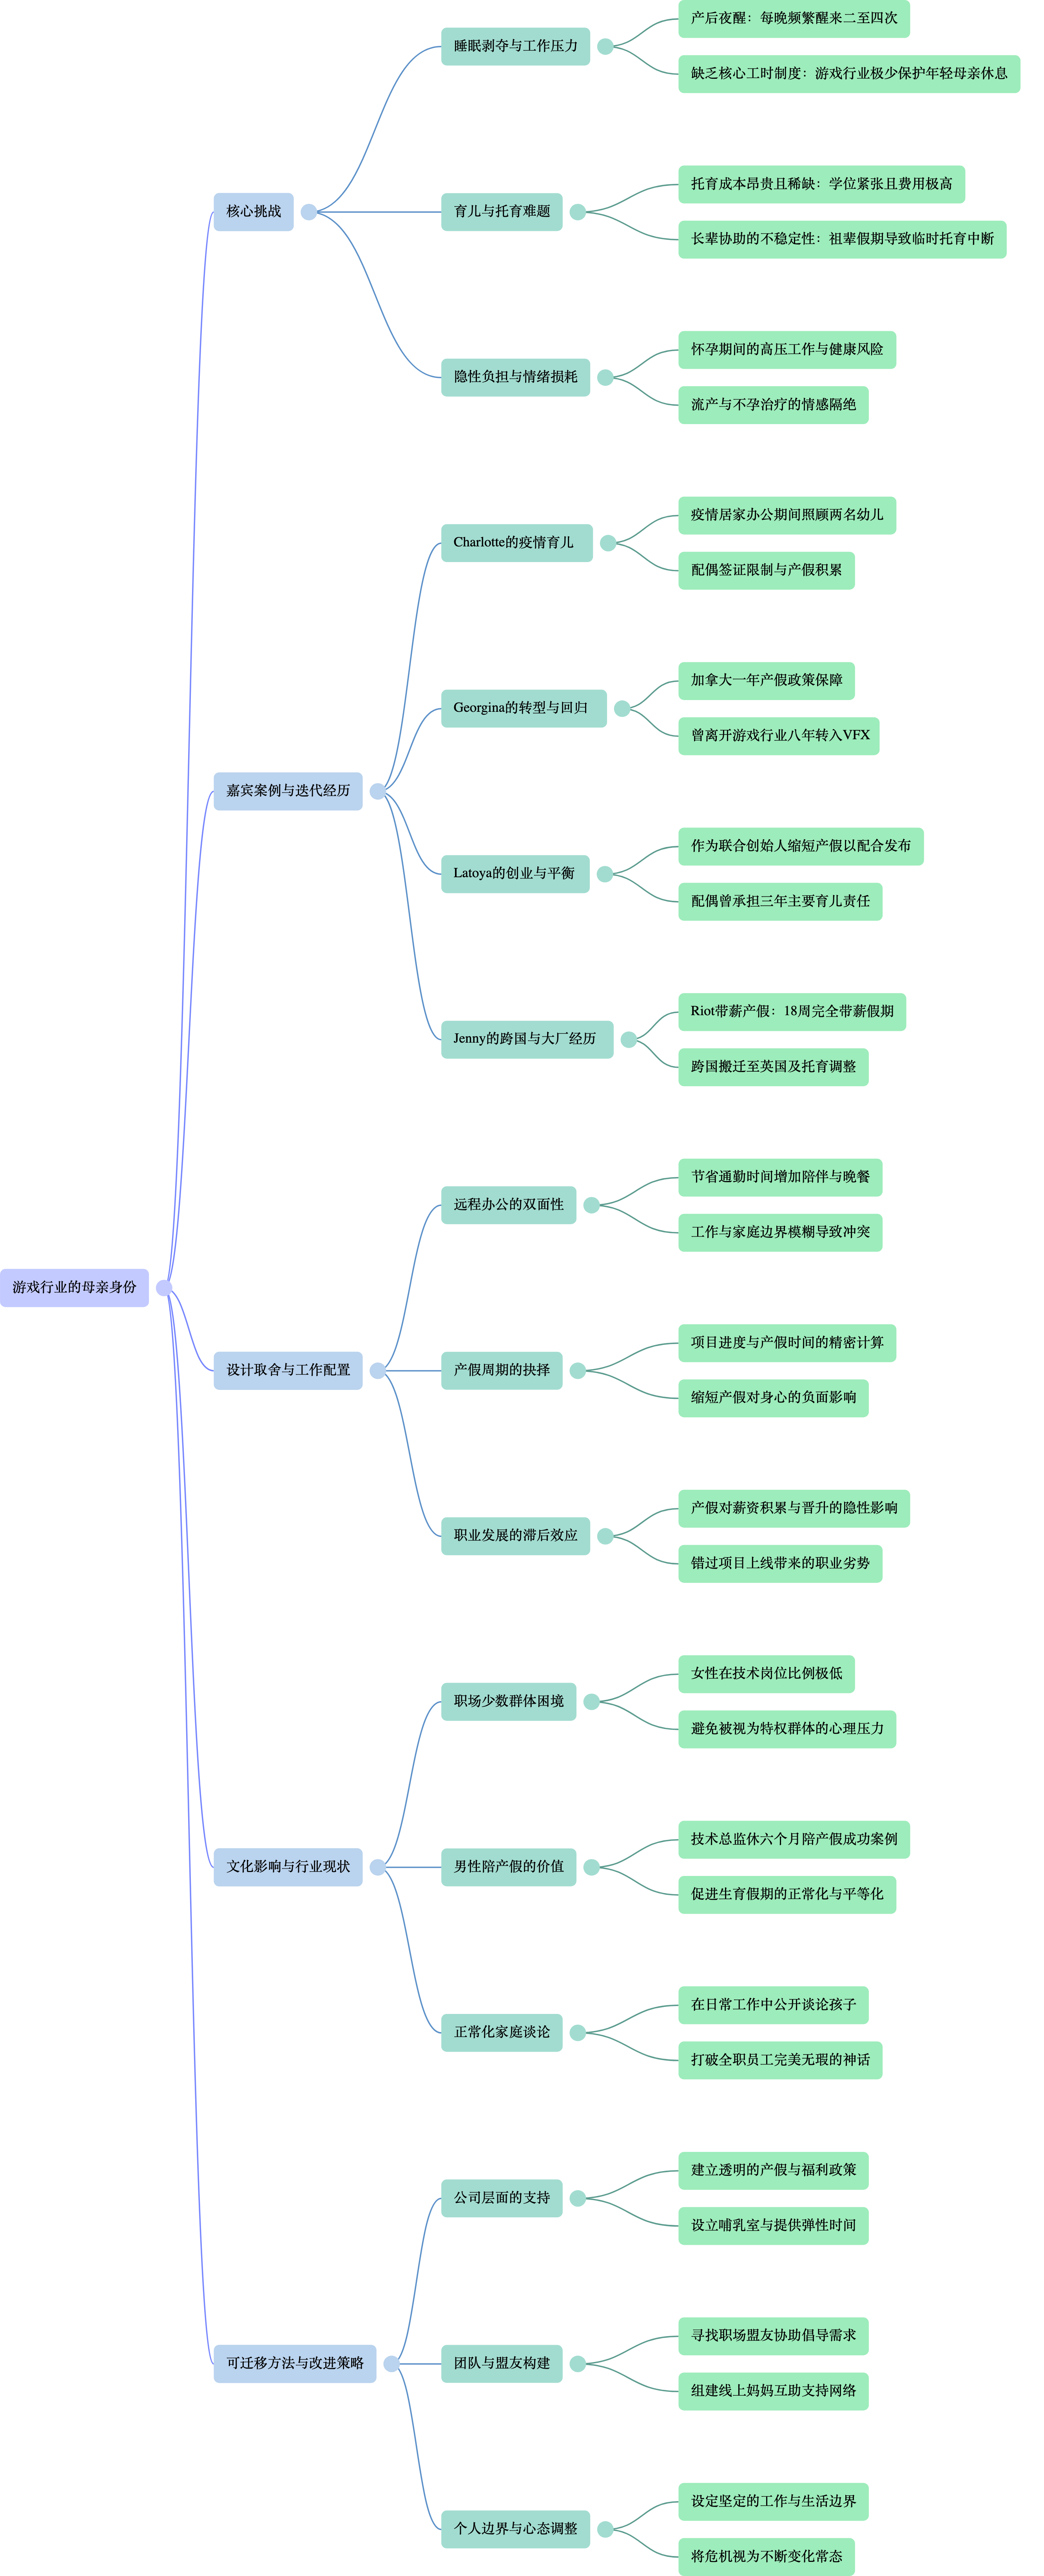 游戏行业的母亲身份
核心挑战
睡眠剥夺与工作压力
产后夜醒：每晚频繁醒来二至四次
缺乏核心工时制度：游戏行业极少保护年轻母亲休息
育儿与托育难题
托育成本昂贵且稀缺：学位紧张且费用极高
长辈协助的不稳定性：祖辈假期导致临时托育中断
隐性负担与情绪损耗
怀孕期间的高压工作与健康风险
流产与不孕治疗的情感隔绝
嘉宾案例与迭代经历
Charlotte的疫情育儿
疫情居家办公期间照顾两名幼儿
配偶签证限制与产假积累
Georgina的转型与回归
加拿大一年产假政策保障
曾离开游戏行业八年转入VFX
Latoya的创业与平衡
作为联合创始人缩短产假以配合发布
配偶曾承担三年主要育儿责任
Jenny的跨国与大厂经历
Riot带薪产假：18周完全带薪假期
跨国搬迁至英国及托育调整
设计取舍与工作配置
远程办公的双面性
节省通勤时间增加陪伴与晚餐
工作与家庭边界模糊导致冲突
产假周期的抉择
项目进度与产假时间的精密计算
缩短产假对身心的负面影响
职业发展的滞后效应
产假对薪资积累与晋升的隐性影响
错过项目上线带来的职业劣势
文化影响与行业现状
职场少数群体困境
女性在技术岗位比例极低
避免被视为特权群体的心理压力
男性陪产假的价值
技术总监休六个月陪产假成功案例
促进生育假期的正常化与平等化
正常化家庭谈论
在日常工作中公开谈论孩子
打破全职员工完美无瑕的神话
可迁移方法与改进策略
公司层面的支持
建立透明的产假与福利政策
设立哺乳室与提供弹性时间
团队与盟友构建
寻找职场盟友协助倡导需求
组建线上妈妈互助支持网络
个人边界与心态调整
设定坚定的工作与生活边界
将危机视为不断变化常态